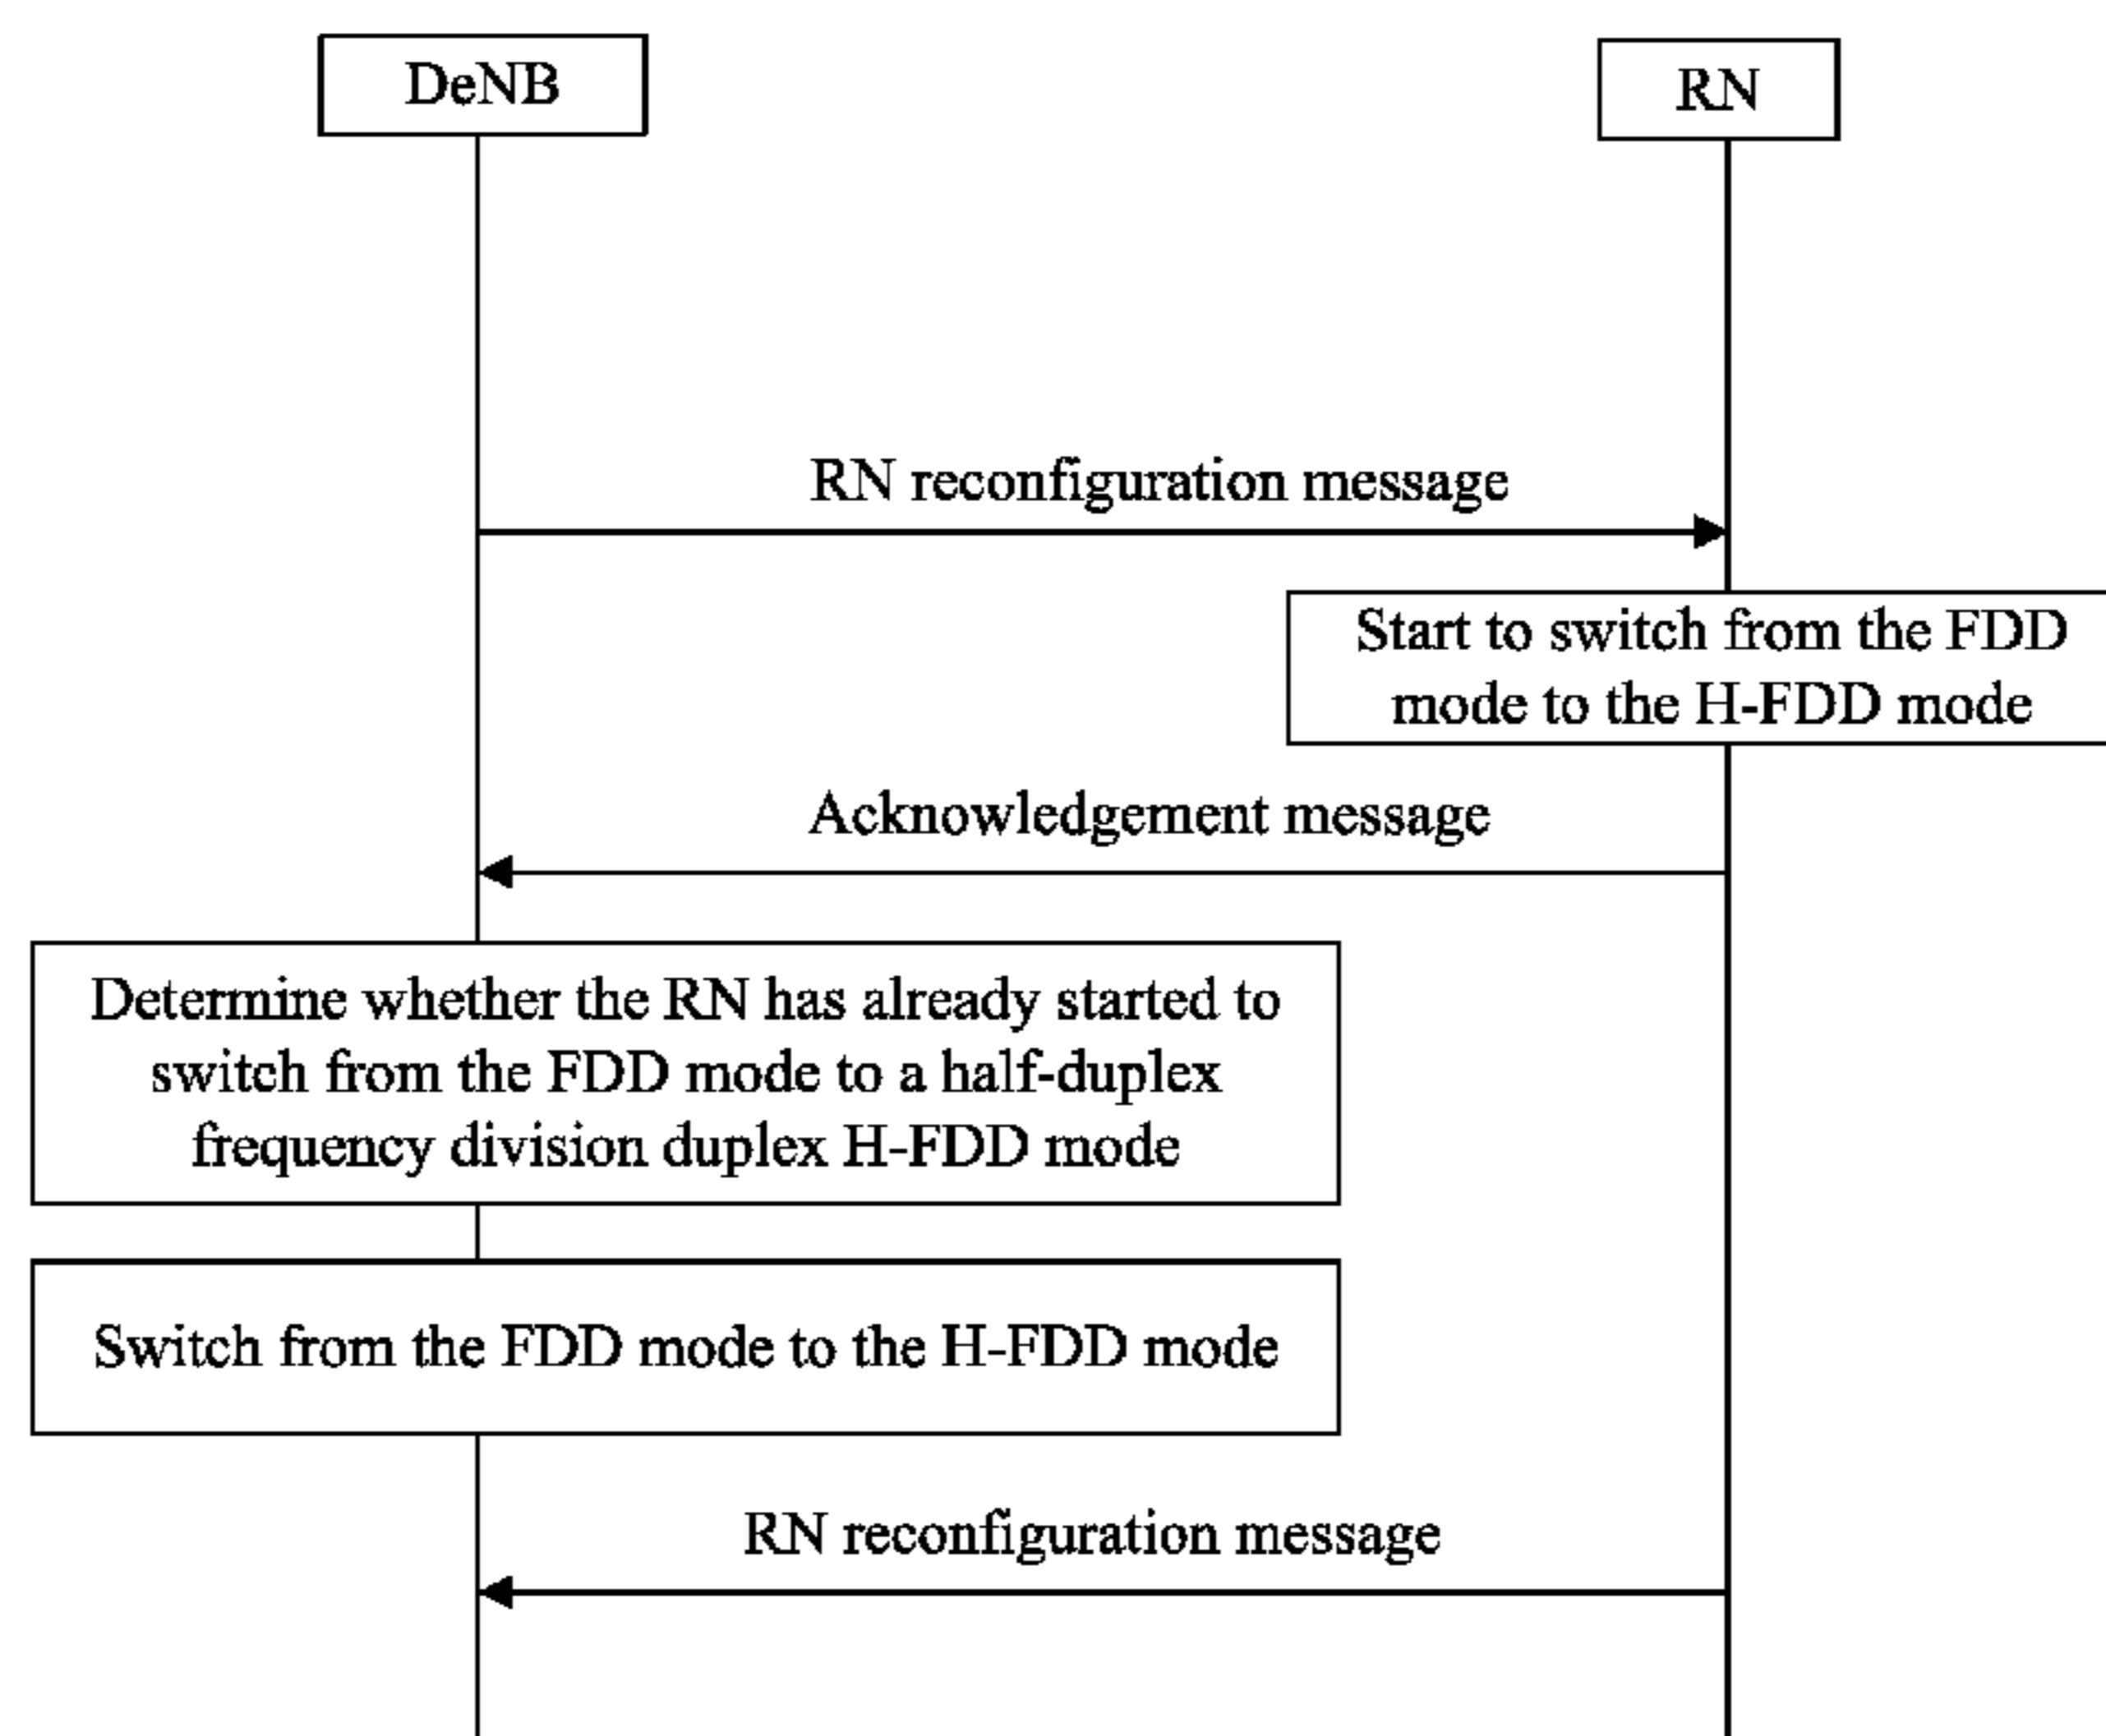 DeNB
RN
RN reconfiguration message
Start to switch from the FDD
mode to the H-FDD mode
Acknowledgement message
Determine whether the RN has already started to
switch from the FDD mode to a half-duplex
frequency division duplex H-FDD mode
Switch from the FDD mode to the H-FDD mode
RN reconfiguration message